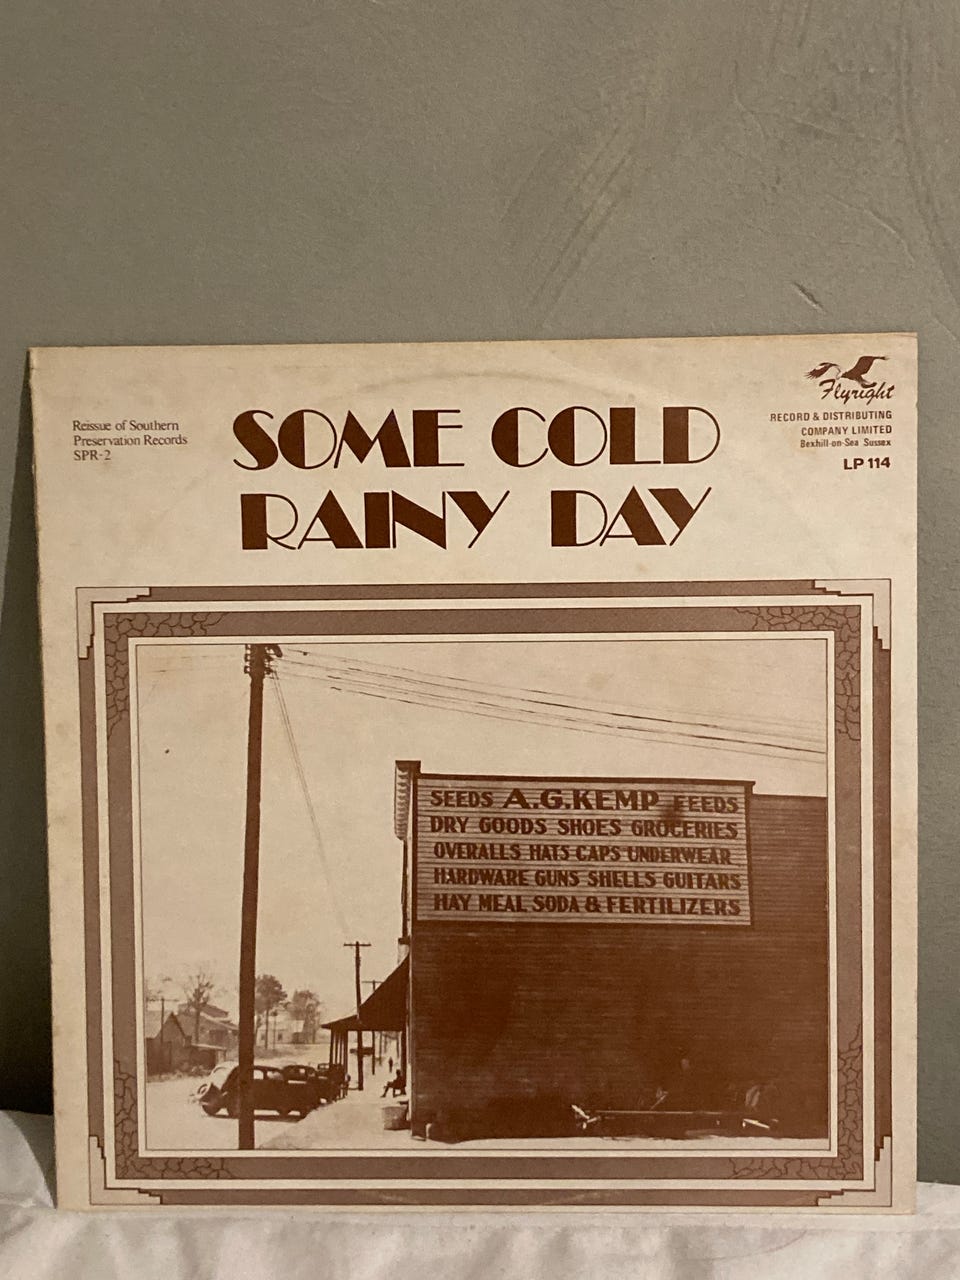 Reissue of Southern
Preservation Records
SPR-2
SOME COLD
RAINY DAY
Flyright
RECORD & DISTRIBUTING
COMPANY LIMITED
Bexhill-on-Sea Sussex
LP 114
SEEDS A.G.KEMP FEEDS
DRY GOODS SHOES GROCERIES
OVERALLS HATS CAPS UNDERWEAR
HARDWARE GUNS SHELLS GUITARS
HAY MEAL SODA & FERTILIZERS